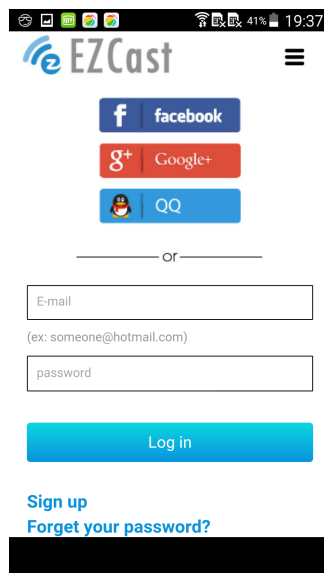 41% 19:37
EZCast
f facebook
g+ Google+
QQ
or
E-mail
(ex: someone@hotmail.com)
password
Log in
Sign up
Forget your password?